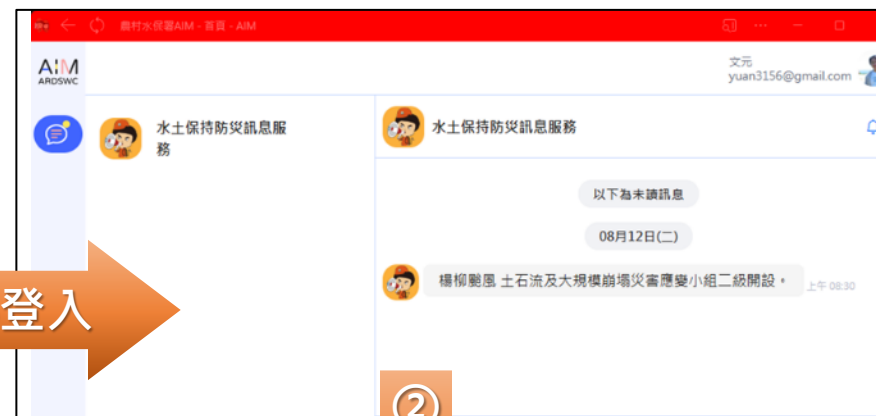 農村水保署AIM - 首頁 - AIM
AIM
ARDSWC
文元
yuan3156@gmail.com
水土保持防災訊息服
務
水土保持防災訊息服務
以下為未讀訊息
08月12日(二)
楊柳颱風 土石流及大規模崩塌災害應變小組二級開設。
上午 08:30
登入
②